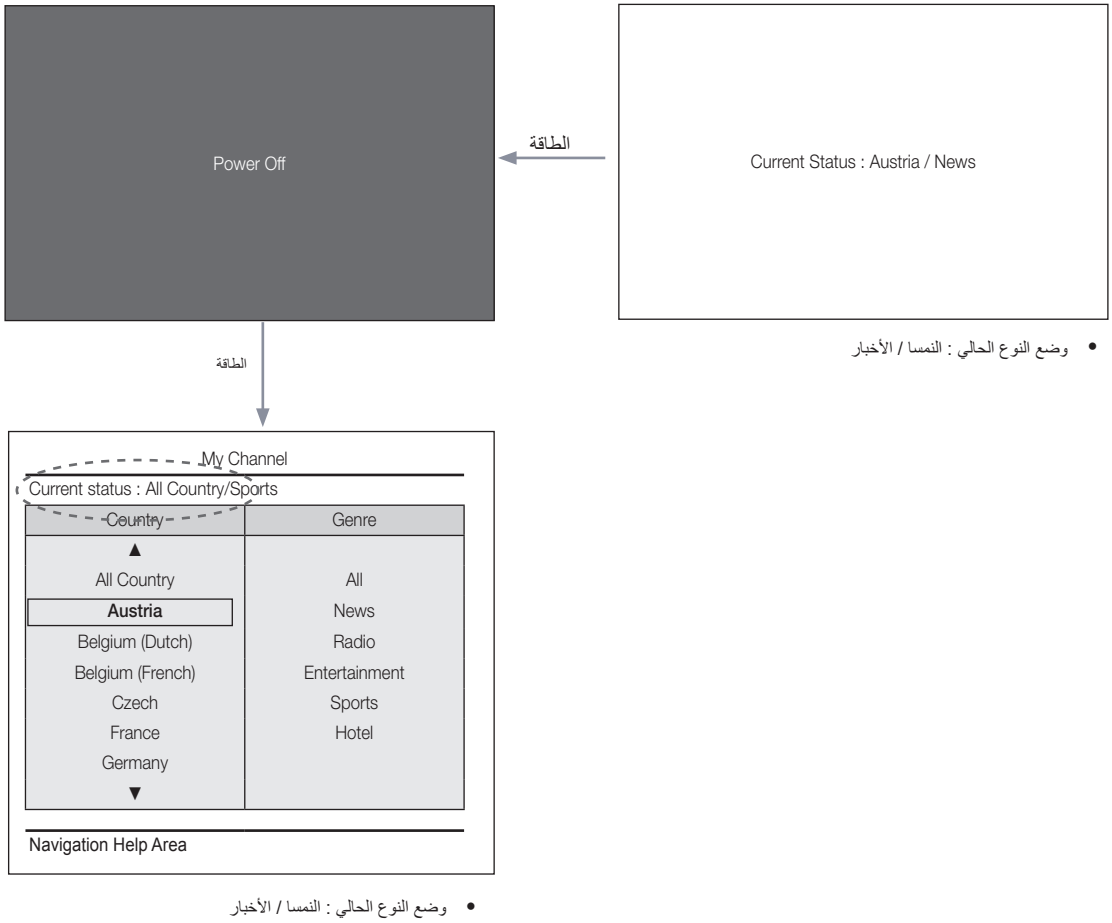 Power Off
الطاقة
Current Status : Austria / News
• وضع النوع الحالي : النمسا / الأخبار
الطاقة
My Channel
Current status : All Country/Sports
Country Genre
▲
All Country All
Austria News
Belgium (Dutch) Radio
Belgium (French) Entertainment
Czech Sports
France Hotel
Germany
▼
Navigation Help Area
• وضع النوع الحالي : النمسا / الأخبار